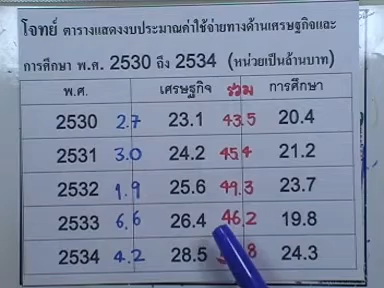 โจทย์ ตารางแสดงงบประมาณค่าใช้จ่ายทางด้านเศรษฐกิจและ
การศึกษา พ.ศ. 2530 ถึง 2534 (หน่วยเป็นล้านบาท)
พ.ศ. เศรษฐกิจ รวม การศึกษา
2530 2.7 23.1 43.5 20.4
2531 3.0 24.2 45.4 21.2
2532 1.9 25.6 49.3 23.7
2533 6.6 26.4 46.2 19.8
2534 4.2 28.5 24.3